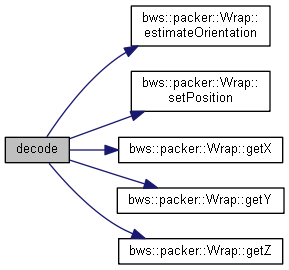 bws::packer::Wrap::
estimateOrientation
bws::packer::Wrap::
setPosition
decode
bws::packer::Wrap::getX
bws::packer::Wrap::getY
bws::packer::Wrap::getZ